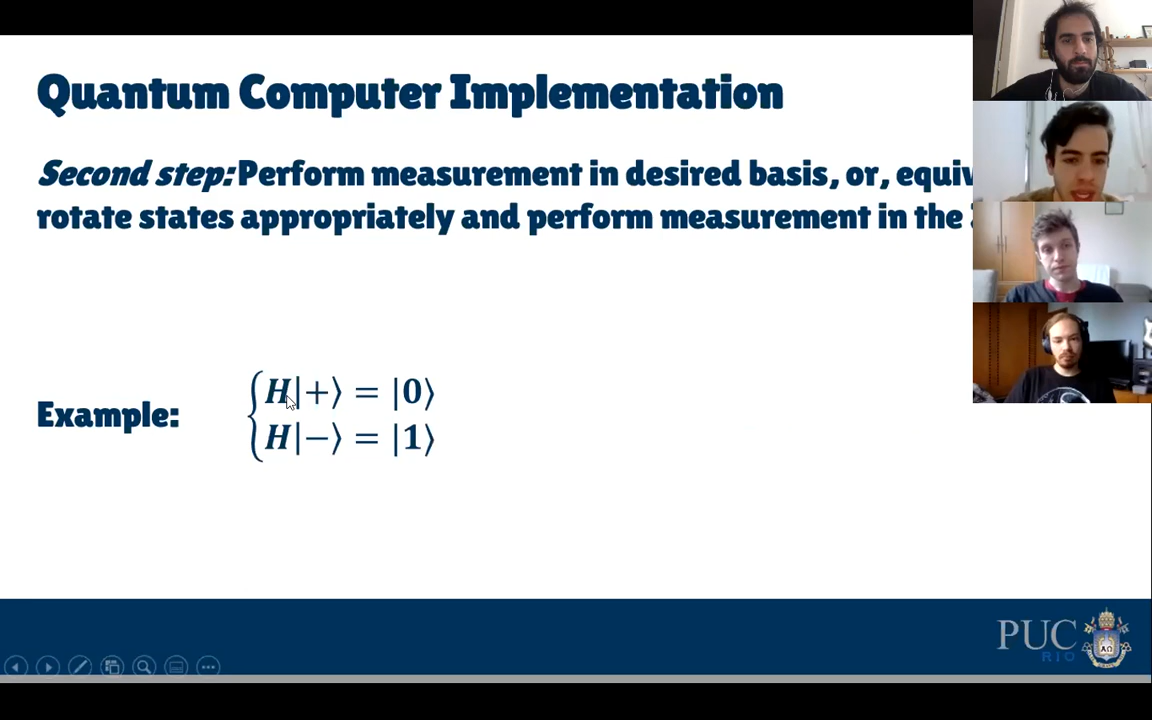 Quantum Computer Implementation
Second step: Perform measurement in desired basis, or,
rotate states appropriately and perform measurement in the
Example:
H|+⟩ = |0⟩
H|−⟩ = |1⟩
PUC
RIO